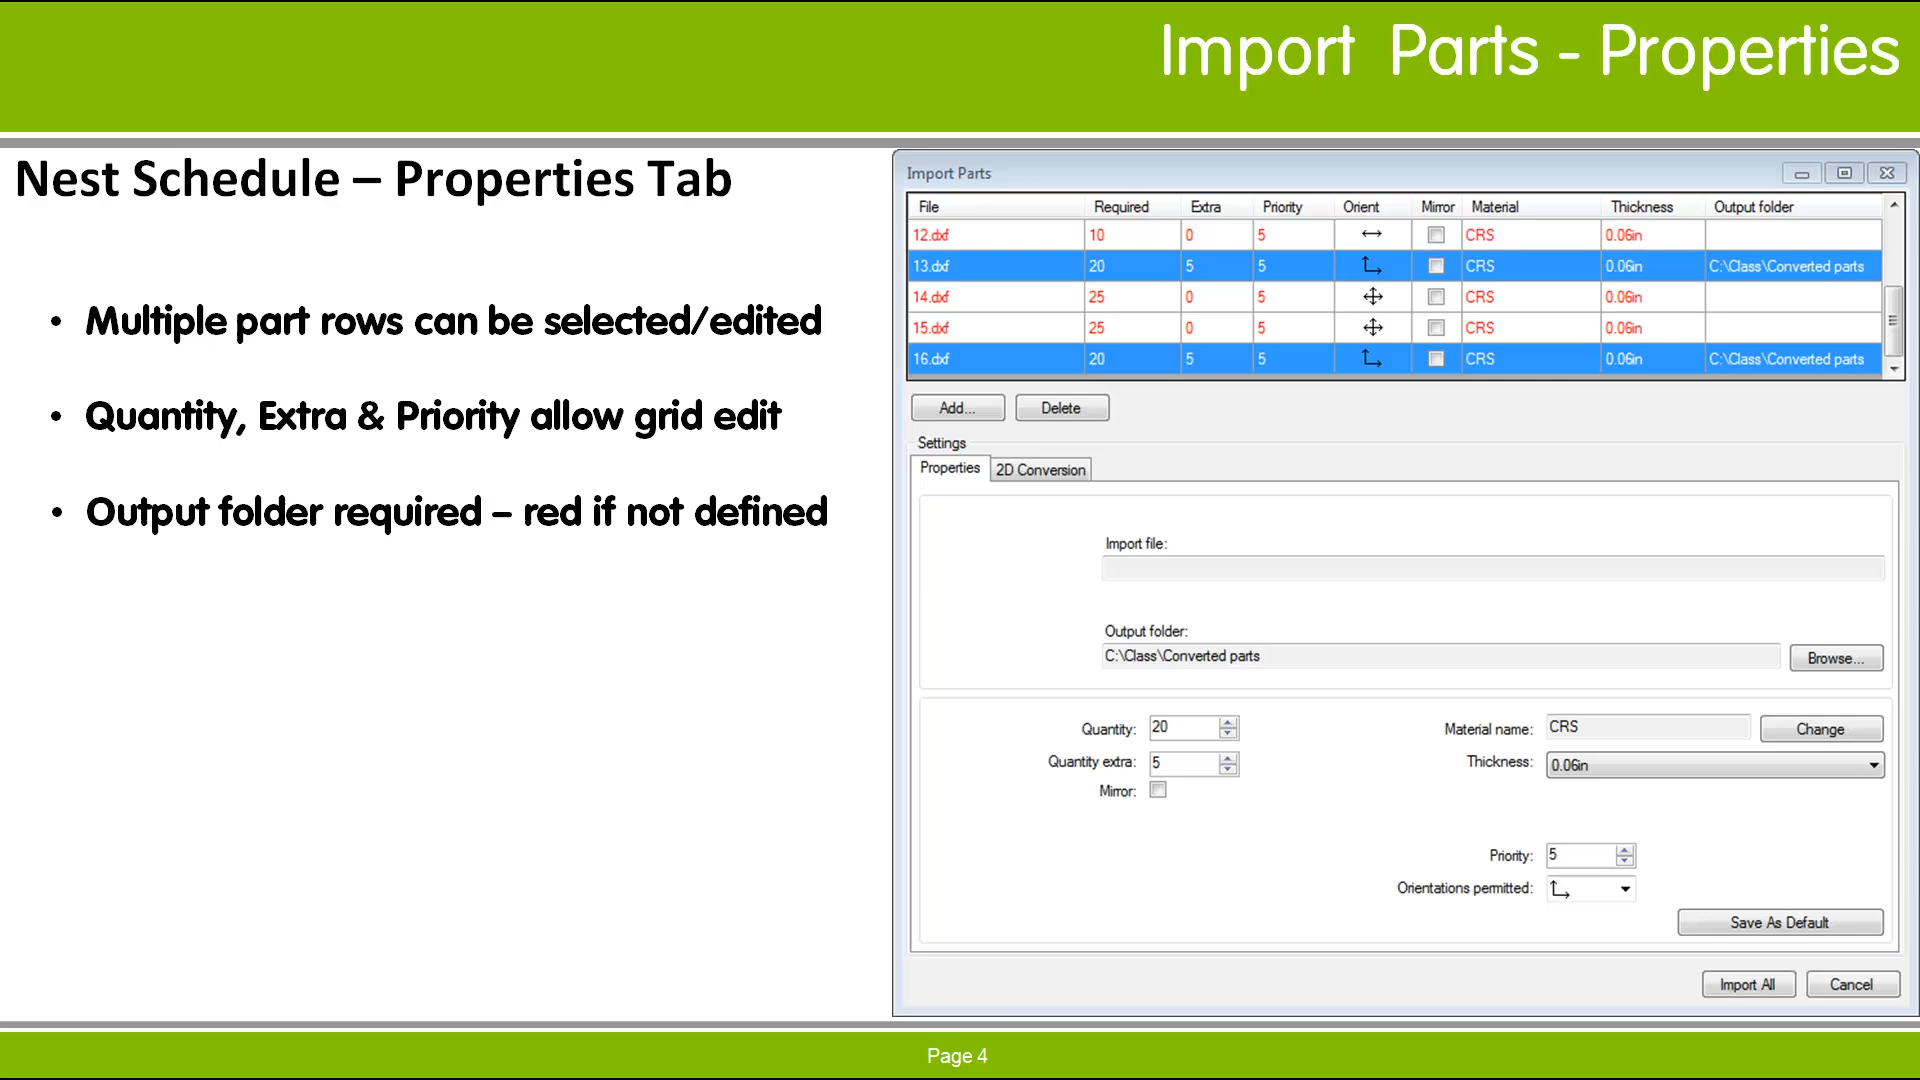 Import Parts - Properties
Nest Schedule – Properties Tab
• Multiple part rows can be selected/edited
• Quantity, Extra & Priority allow grid edit
• Output folder required – red if not defined
Import Parts
File Required Extra Priority Orient Mirror Material Thickness Output folder
12.dxf 10 0 5 CRS 0.06in
13.dxf 20 5 5 CRS 0.06in C:\Class\Converted parts
14.dxf 25 0 5 CRS 0.06in
15.dxf 25 0 5 CRS 0.06in
16.dxf 20 5 5 CRS 0.06in C:\Class\Converted parts
Add... Delete
Settings
Properties 2D Conversion
Import file:
Output folder:
C:\Class\Converted parts Browse...
Quantity: 20 Material name: CRS Change
Quantity extra: 5 Thickness: 0.06in
Mirror:
Priority: 5
Orientations permitted:
Save As Default
Import All Cancel
Page 4